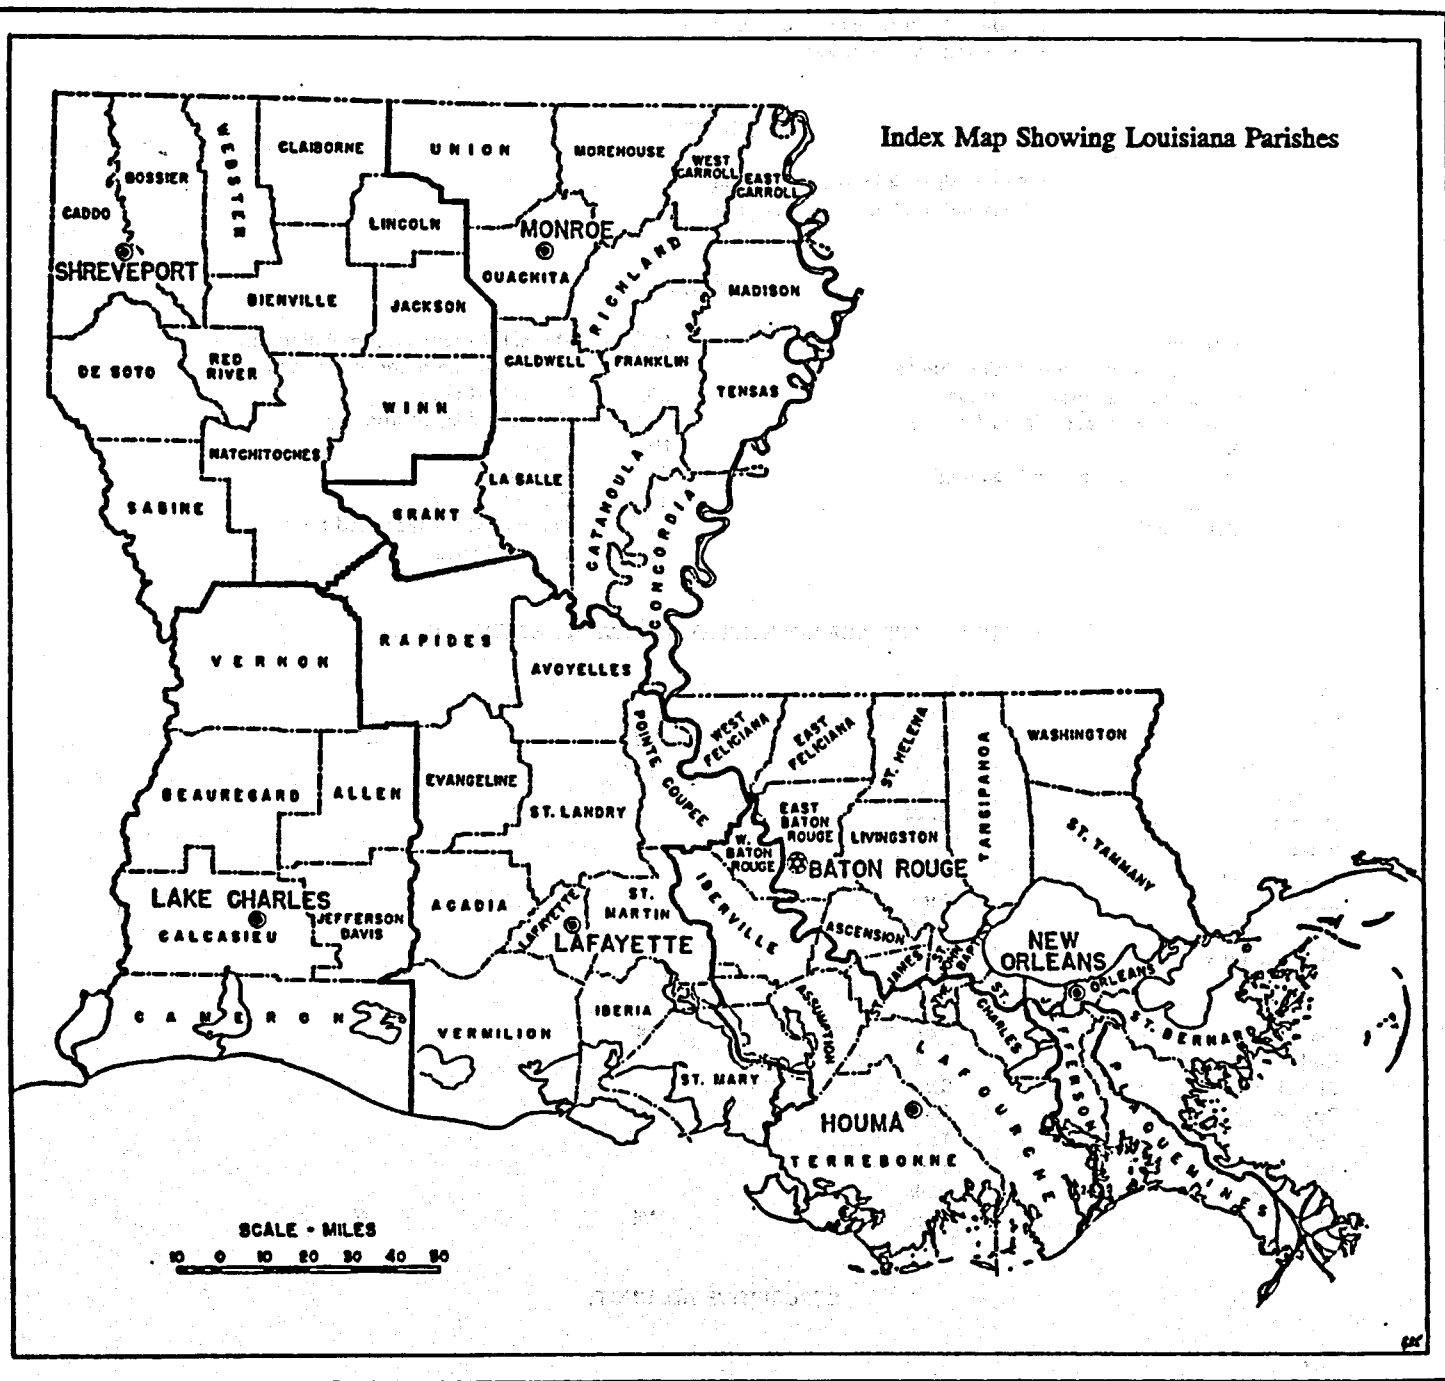 Index Map Showing Louisiana Parishes
CADDO
BOSSIER
WEBSTER
CLAIBORNE
UNION
MOREHOUSE
WEST
CARROLL
EAST
CARROLL
LINCOLN
MONROE
SHREVEPORT
OUACHITA
RICHLAND
MADISON
BIENVILLE
JACKSON
DE SOTO
RED
RIVER
CALDWELL
FRANKLIN
TENSAS
WINN
NATCHITOCHES
LA SALLE
CATAHOULA
CONCORDIA
SABINE
GRANT
VERNON
RAPIDES
AVOYELLES
POINTE COUPEE
WEST
FELICIANA
EAST
FELICIANA
ST. HELENA
TANGIPAHOA
WASHINGTON
BEAUREGARD
ALLEN
EVANGELINE
ST. LANDRY
EAST
BATON
ROUGE
LIVINGSTON
W.
BATON
ROUGE
BATON ROUGE
ST. TAMMANY
LAKE CHARLES
CALCASIEU
JEFFERSON
DAVIS
ACADIA
LAFAYETTE
ST.
MARTIN
LAFAYETTE
IBERVILLE
ASCENSION
ST. JAMES
ST.
JOHN
BAPT
NEW
ORLEANS
ORLEANS
CAMERON
VERMILION
IBERIA
ASSUMPTION
ST.
CHARLES
ST. BERNARD
ST. MARY
LAFOURCHE
JEFFERSON
PLAQUEMINES
HOUMA
TERREBONNE
SCALE - MILES
10 0 10 20 30 40 50